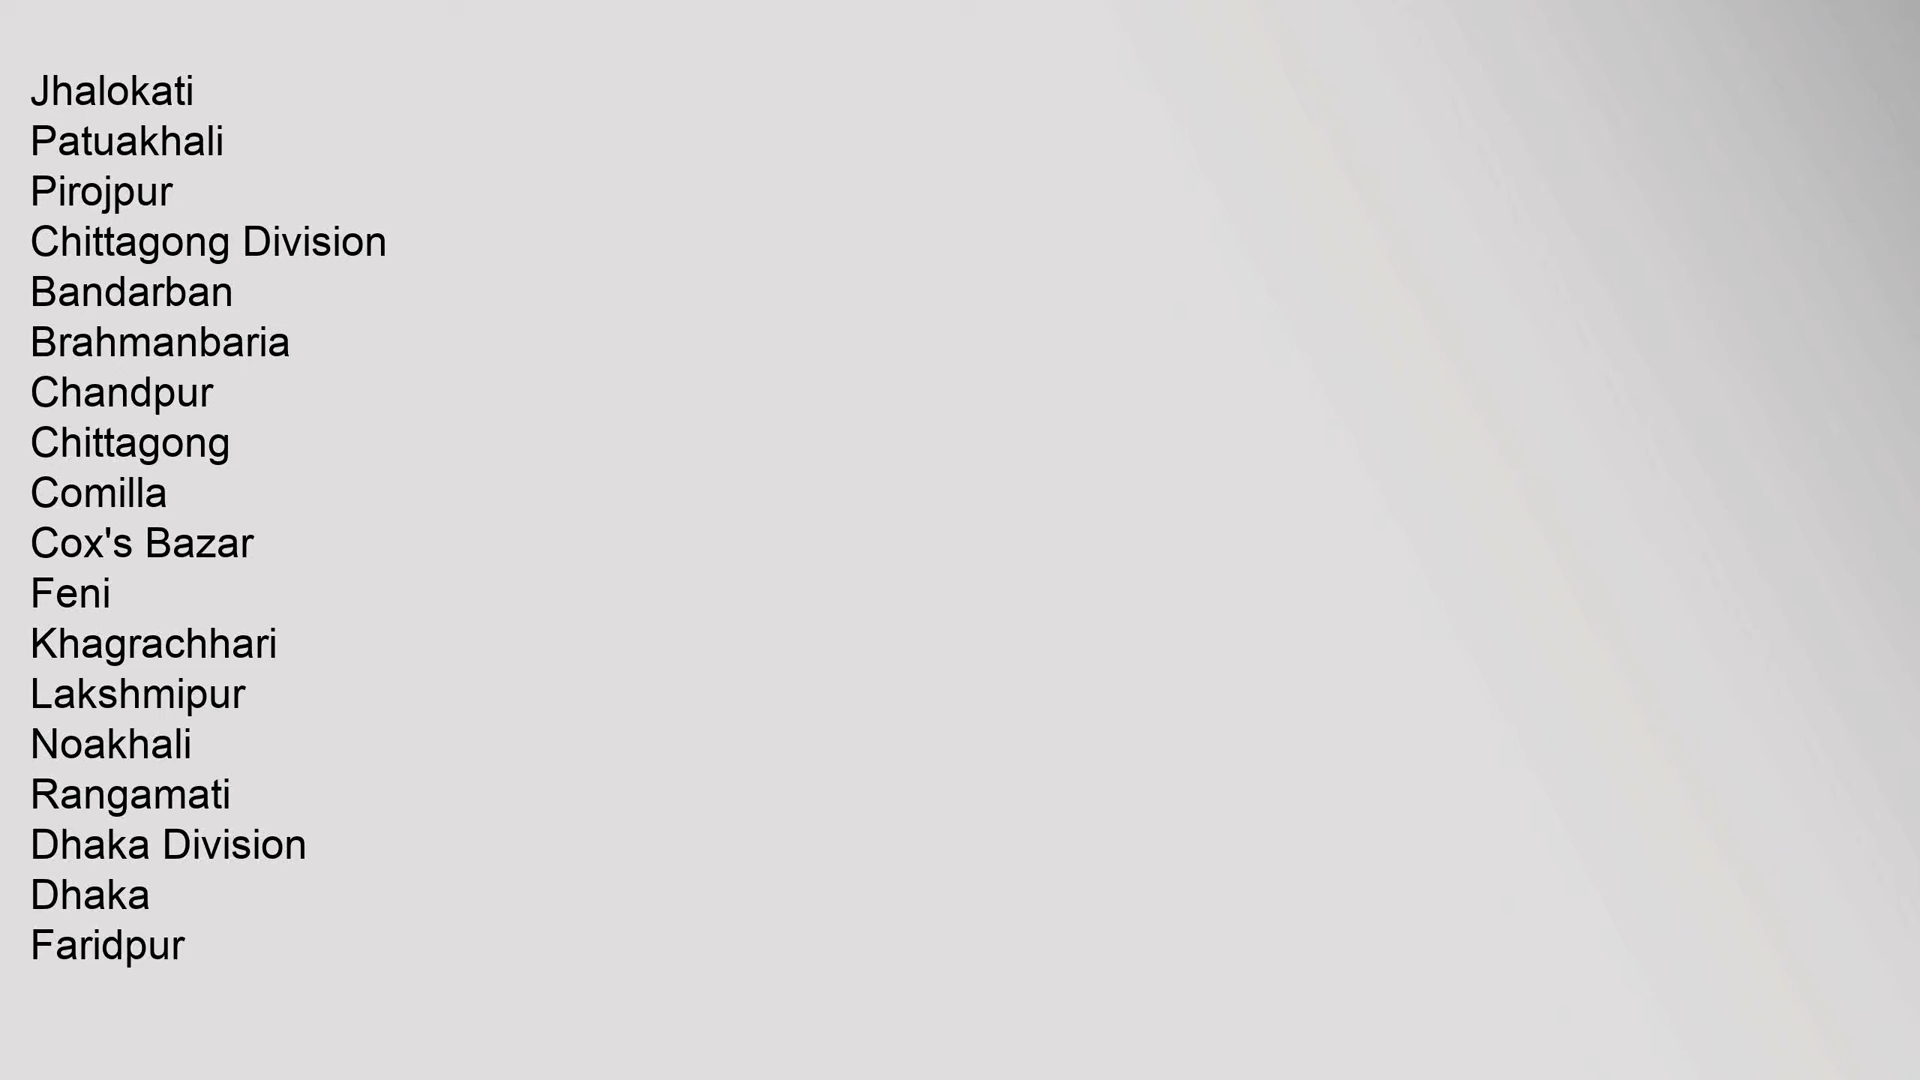 Jhalokati
Patuakhali
Pirojpur
Chittagong Division
Bandarban
Brahmanbaria
Chandpur
Chittagong
Comilla
Cox's Bazar
Feni
Khagrachhari
Lakshmipur
Noakhali
Rangamati
Dhaka Division
Dhaka
Faridpur